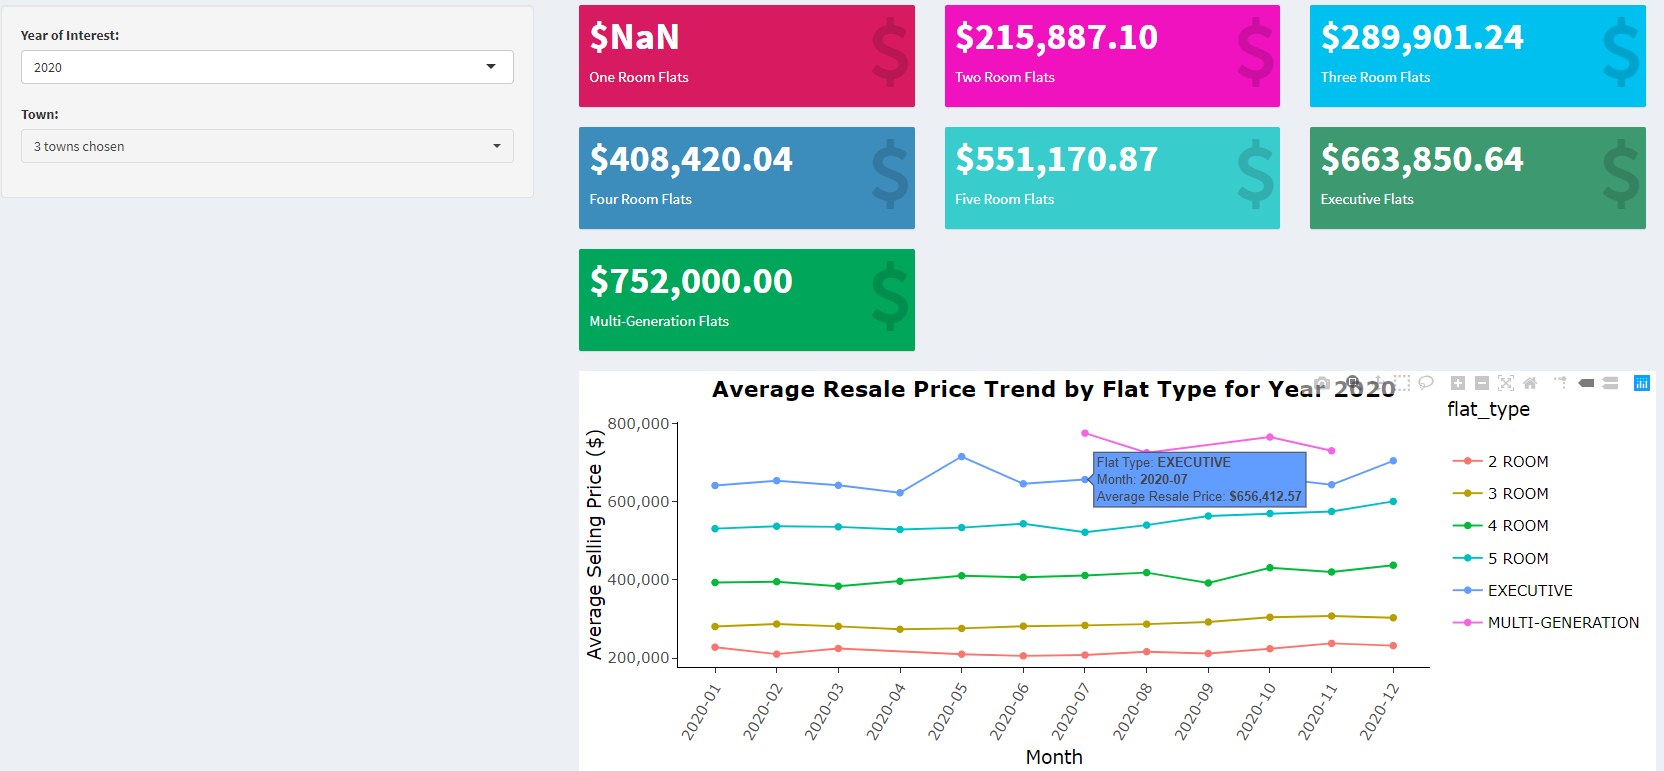 Year of Interest:
2020
Town:
3 towns chosen
$NaN
One Room Flats
$215,887.10
Two Room Flats
$289,901.24
Three Room Flats
$408,420.04
Four Room Flats
$551,170.87
Five Room Flats
$663,850.64
Executive Flats
$752,000.00
Multi-Generation Flats
Average Resale Price Trend by Flat Type for Year 2020
Average Selling Price ($)
800,000
600,000
400,000
200,000
Flat Type: EXECUTIVE
Month: 2020-07
Average Resale Price: $656,412.57
2020-01
2020-02
2020-03
2020-04
2020-05
2020-06
2020-07
2020-08
2020-09
2020-10
2020-11
2020-12
Month
flat_type
2 ROOM
3 ROOM
4 ROOM
5 ROOM
EXECUTIVE
MULTI-GENERATION